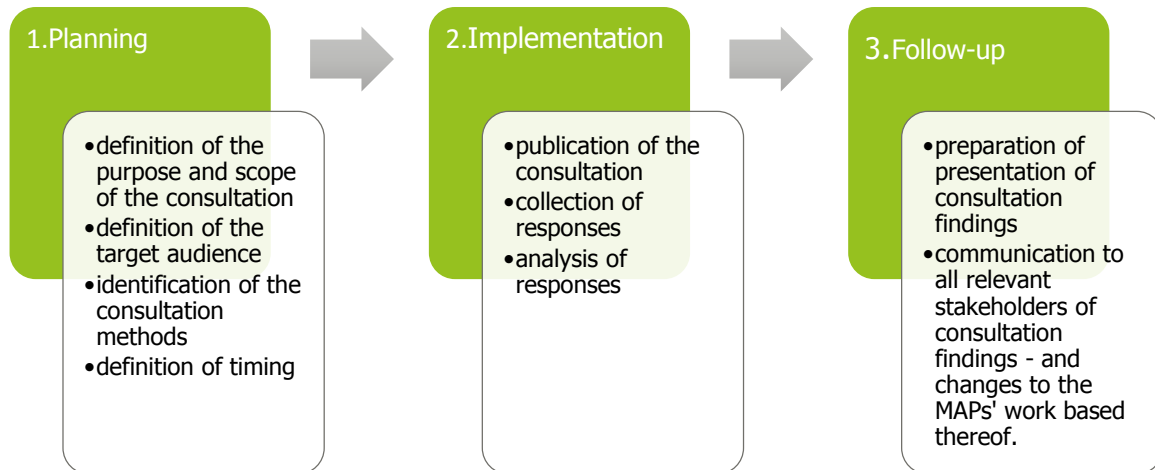 1.Planning
•definition of the
purpose and scope
of the consultation
•definition of the
target audience
•identification of the
consultation
methods
•definition of timing
2.Implementation
•publication of the
consultation
•collection of
responses
•analysis of
responses
3.Follow-up
•preparation of
presentation of
consultation
findings
•communication to
all relevant
stakeholders of
consultation
findings - and
changes to the
MAPs' work based
thereof.